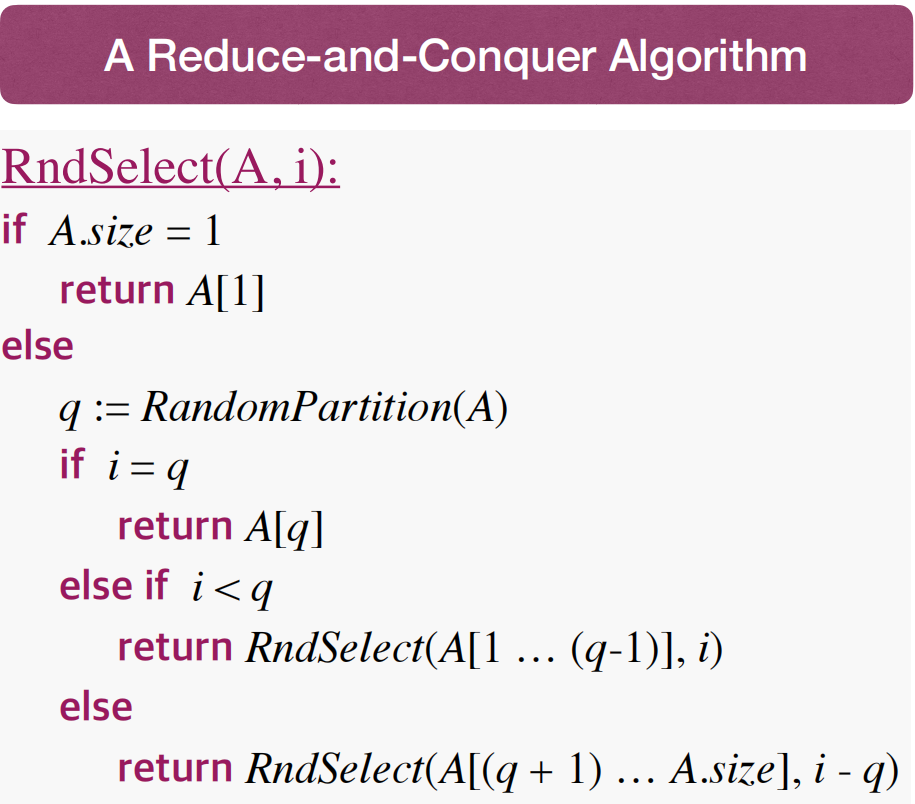 A Reduce-and-Conquer Algorithm
RndSelect(A, i):
if A.size = 1
return A[1]
else
q := RandomPartition(A)
if i = q
return A[q]
else if i < q
return RndSelect(A[1 … (q-1)], i)
else
return RndSelect(A[(q + 1) … A.size], i - q)